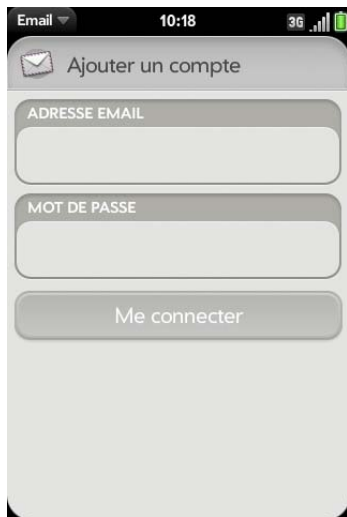 Email 10:18 3G
Ajouter un compte
ADRESSE EMAIL
MOT DE PASSE
Me connecter